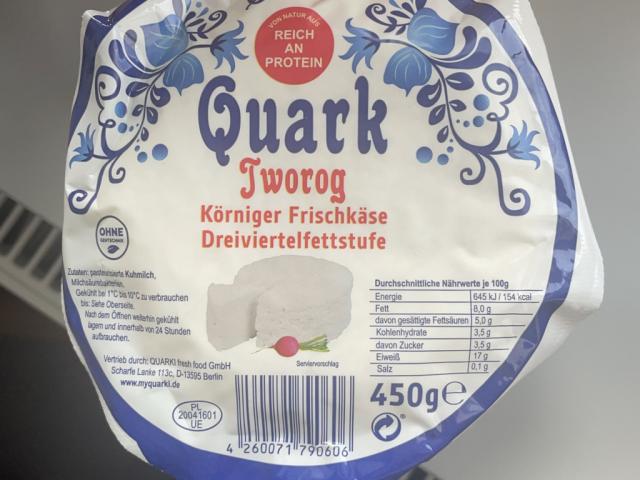 VON NATUR AUS
REICH
AN
PROTEIN
Quark
Tworog
Körniger Frischkäse
Dreiviertelfettstufe
OHNE
GENTECHNIK
Zutaten: pasteurisierte Kuhmilch,
Milchsäurebakterien.
Gekühlt bei 1°C bis 10°C zu verbrauchen
bis: Siehe Oberseite.
Nach dem Öffnen weiterhin gekühlt
lagern und innerhalb von 24 Stunden
aufbrauchen.
Vertrieb durch: QUARKI fresh food GmbH
Scharfe Lanke 113c, D-13595 Berlin
www.myquarki.de
Serviervorschlag
Durchschnittliche Nährwerte je 100g
Energie 645 kJ / 154 kcal
Fett 8,0 g
davon gesättigte Fettsäuren 5,0 g
Kohlenhydrate 3,5 g
davon Zucker 3,5 g
Eiweiß 17 g
Salz 0,1 g
450g e
PL
20041601
UE
4 260071 790606